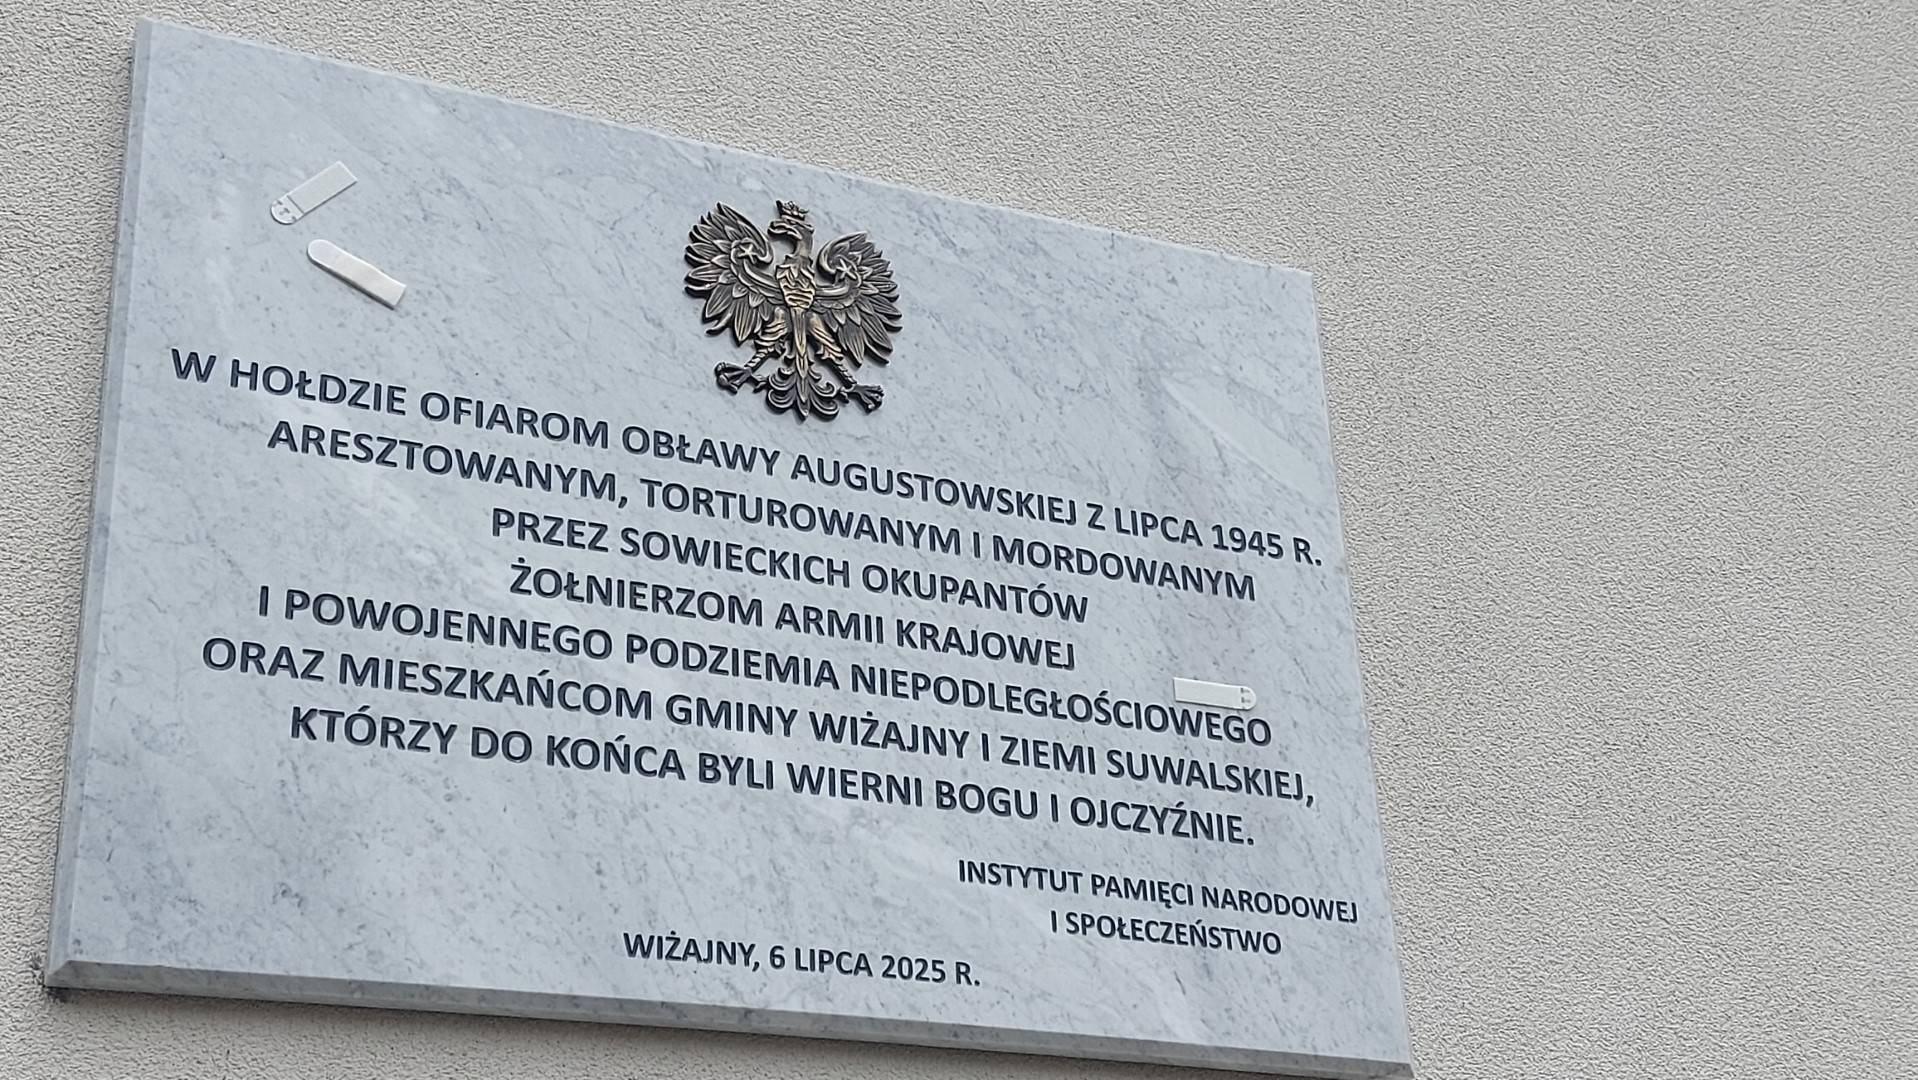 W HOŁDZIE OFIAROM OBŁAWY AUGUSTOWSKIEJ Z LIPCA 1945 R.
ARESZTOWANYM, TORTUROWANYM I MORDOWANYM
PRZEZ SOWIECKICH OKUPANTÓW
ŻOŁNIERZOM ARMII KRAJOWEJ
I POWOJENNEGO PODZIEMIA NIEPODLEGŁOŚCIOWEGO
ORAZ MIESZKAŃCOM GMINY WIŻAJNY I ZIEMI SUWALSKIEJ,
KTÓRZY DO KOŃCA BYLI WIERNI BOGU I OJCZYŹNIE.
INSTYTUT PAMIĘCI NARODOWEJ
I SPOŁECZEŃSTWO
WIŻAJNY, 6 LIPCA 2025 R.